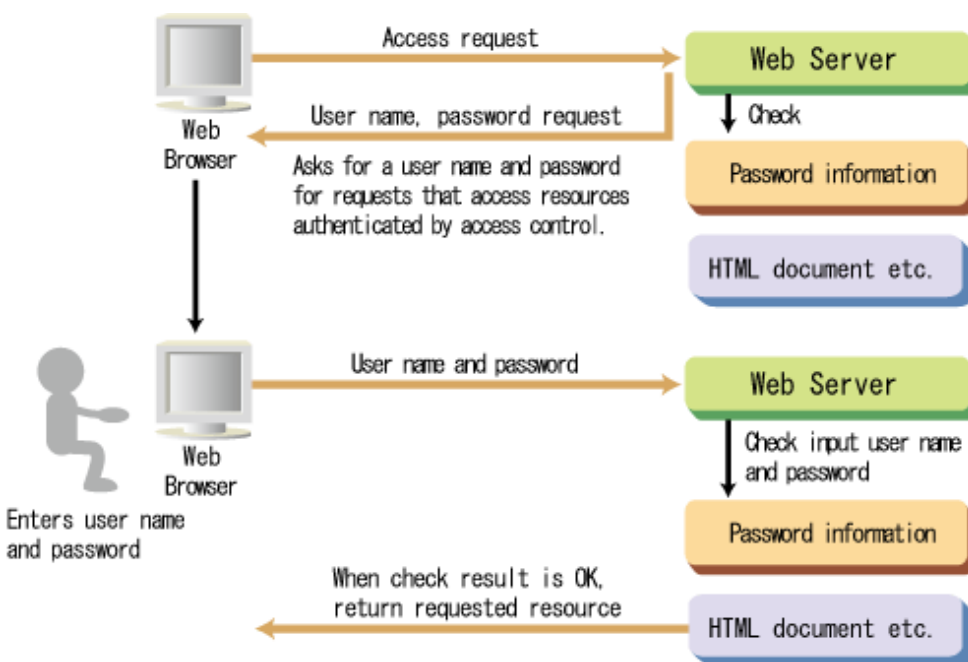 Access request
Web Server
User name, password request
Check
Web
Browser
Asks for a user name and password
for requests that access resources
authenticated by access control.
Password information
HTML document etc.
User name and password
Web Server
Web
Browser
Check input user name
and password
Enters user name
and password
Password information
When check result is OK,
return requested resource
HTML document etc.